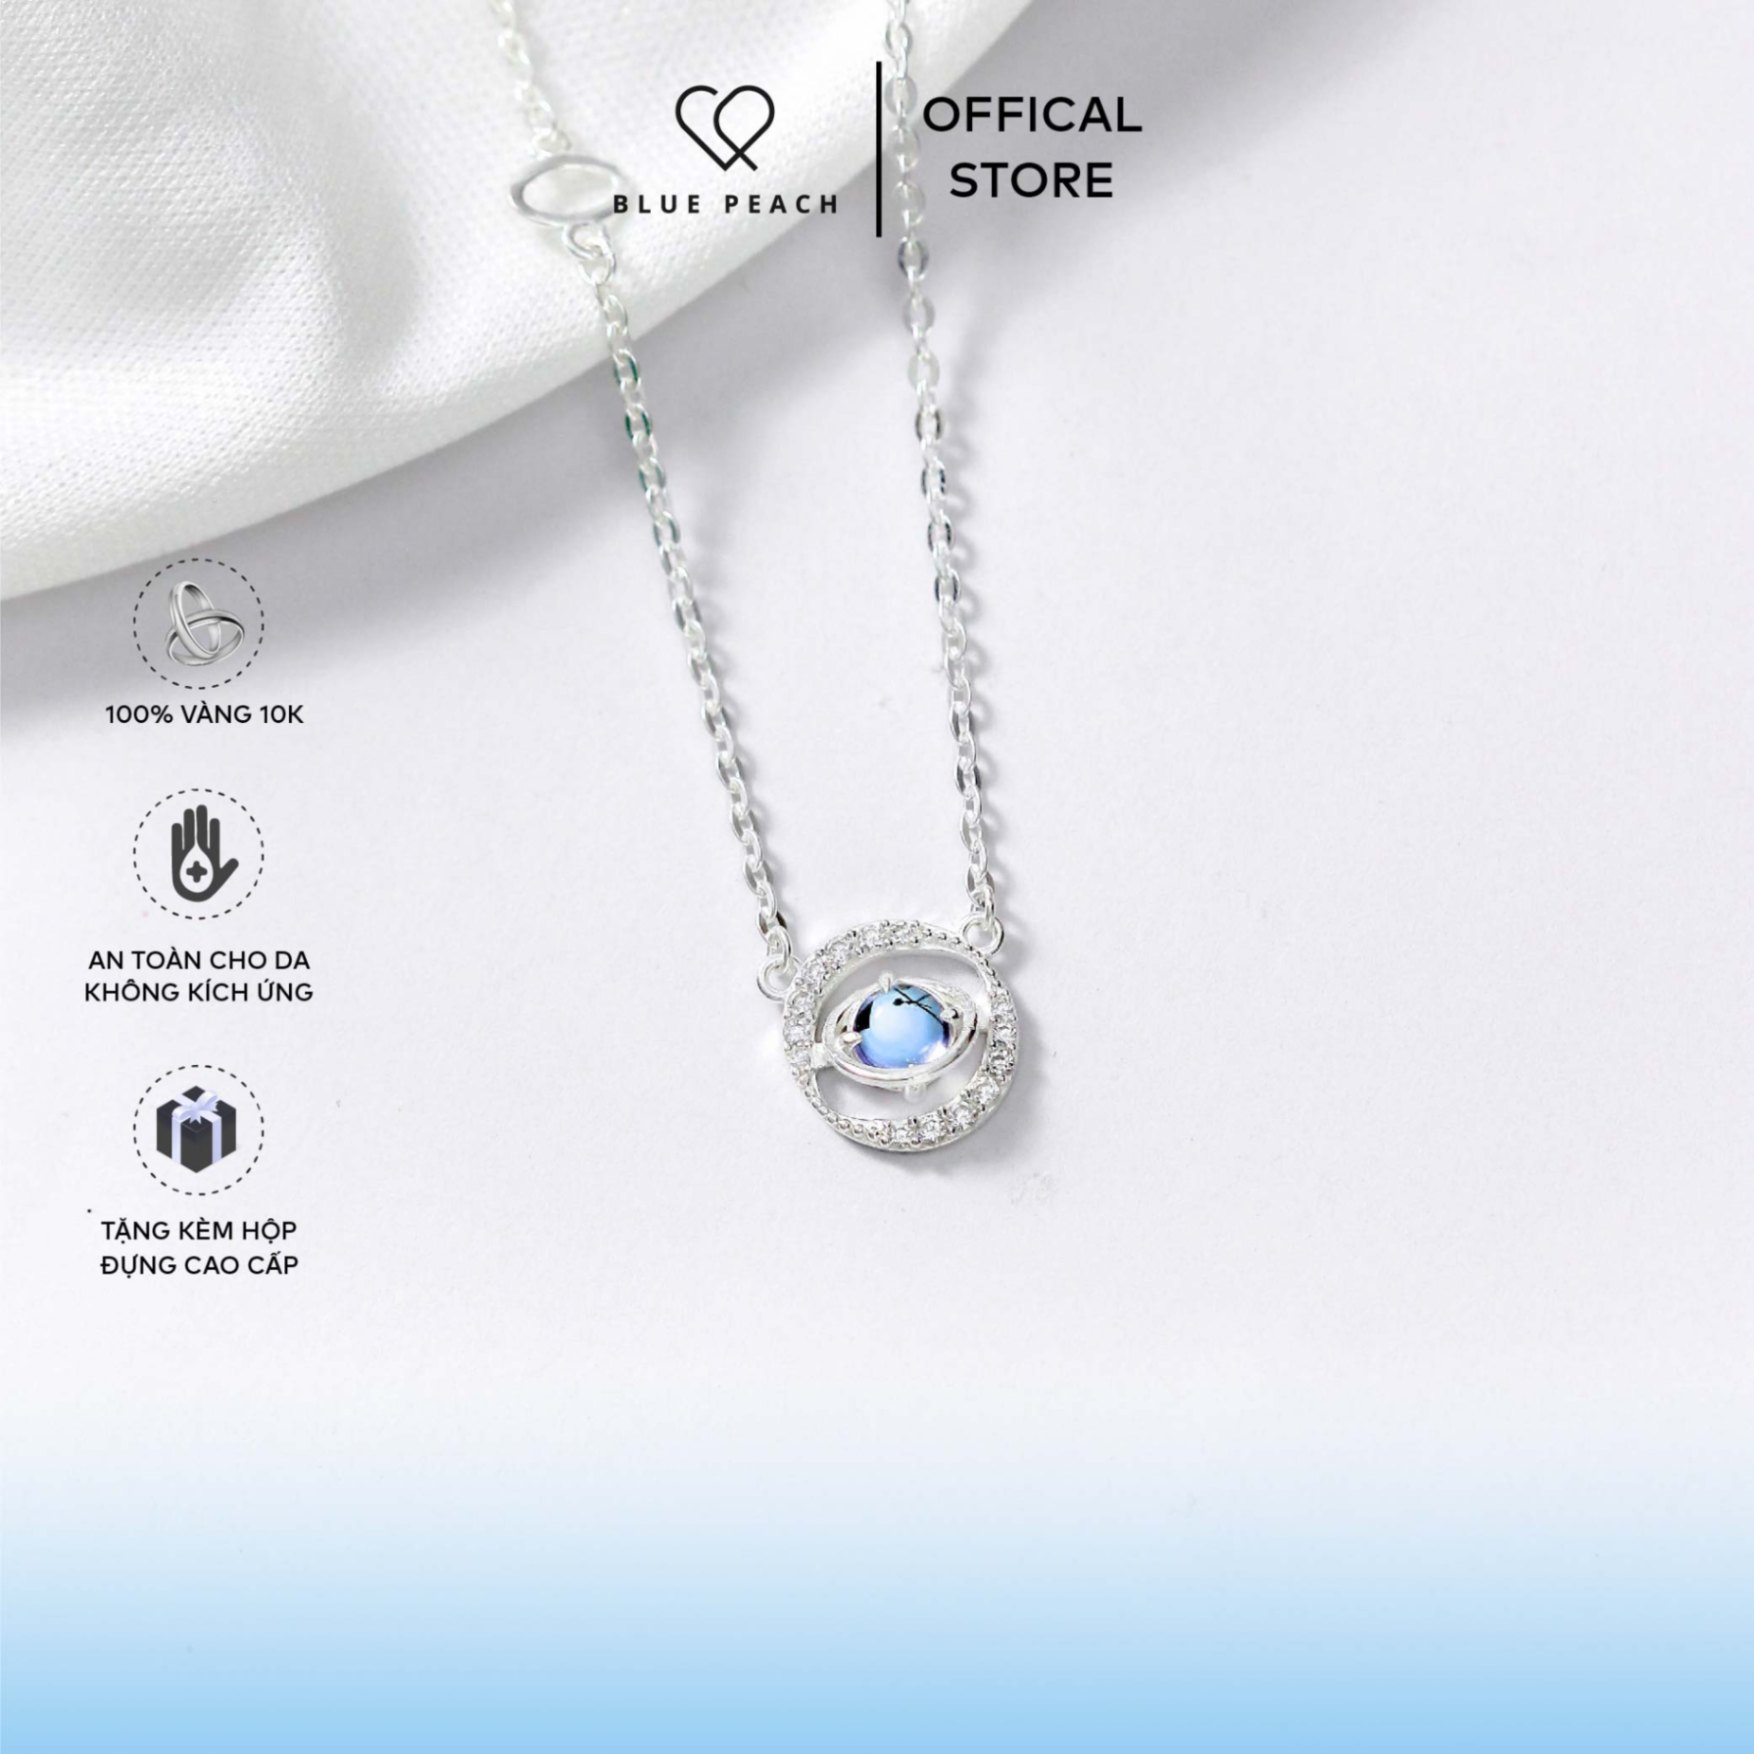 BLUE PEACH
OFFICAL
STORE
100% VÀNG 10K
AN TOÀN CHO DA
KHÔNG KÍCH ỨNG
TẶNG KÈM HỘP
ĐỰNG CAO CẤP